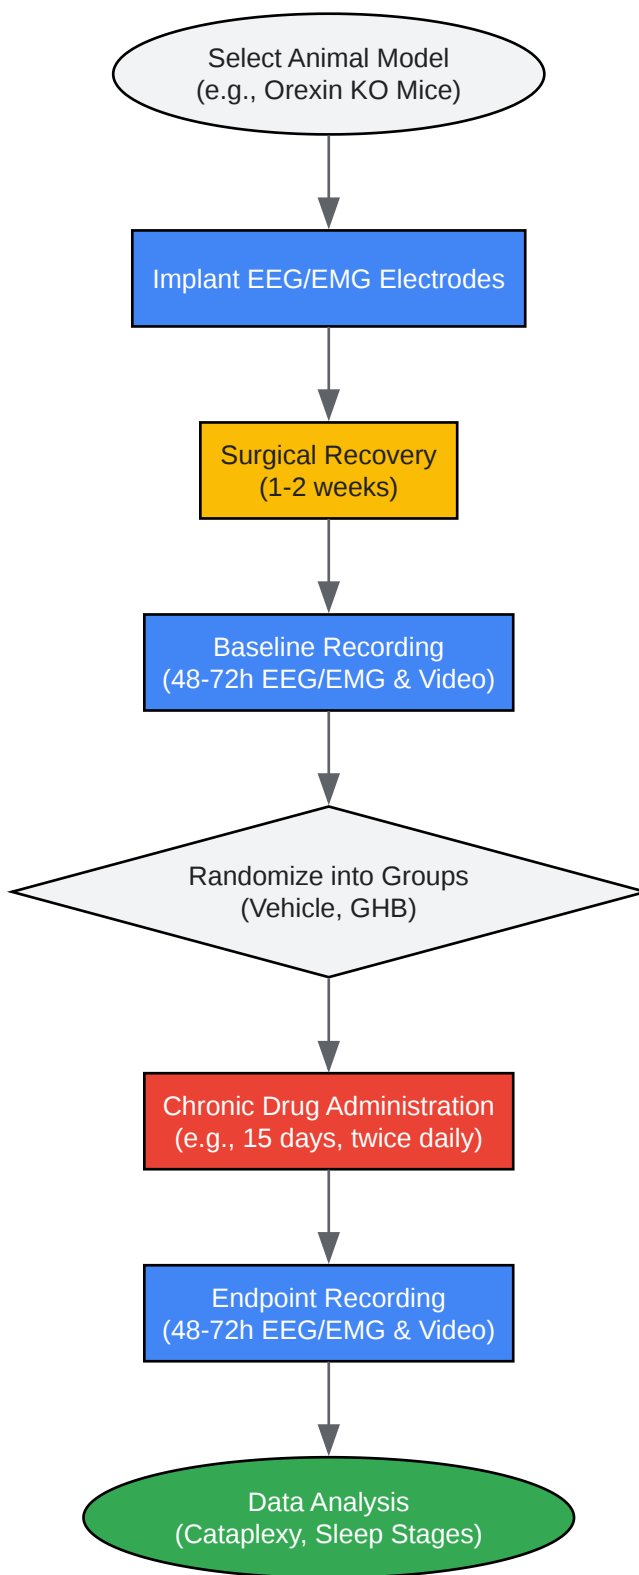 Select Animal Model
(e.g., Orexin KO Mice)
Implant EEG/EMG Electrodes
Surgical Recovery
(1-2 weeks)
Baseline Recording
(48-72h EEG/EMG & Video)
Randomize into Groups
(Vehicle, GHB)
Chronic Drug Administration
(e.g., 15 days, twice daily)
Endpoint Recording
(48-72h EEG/EMG & Video)
Data Analysis
(Cataplexy, Sleep Stages)